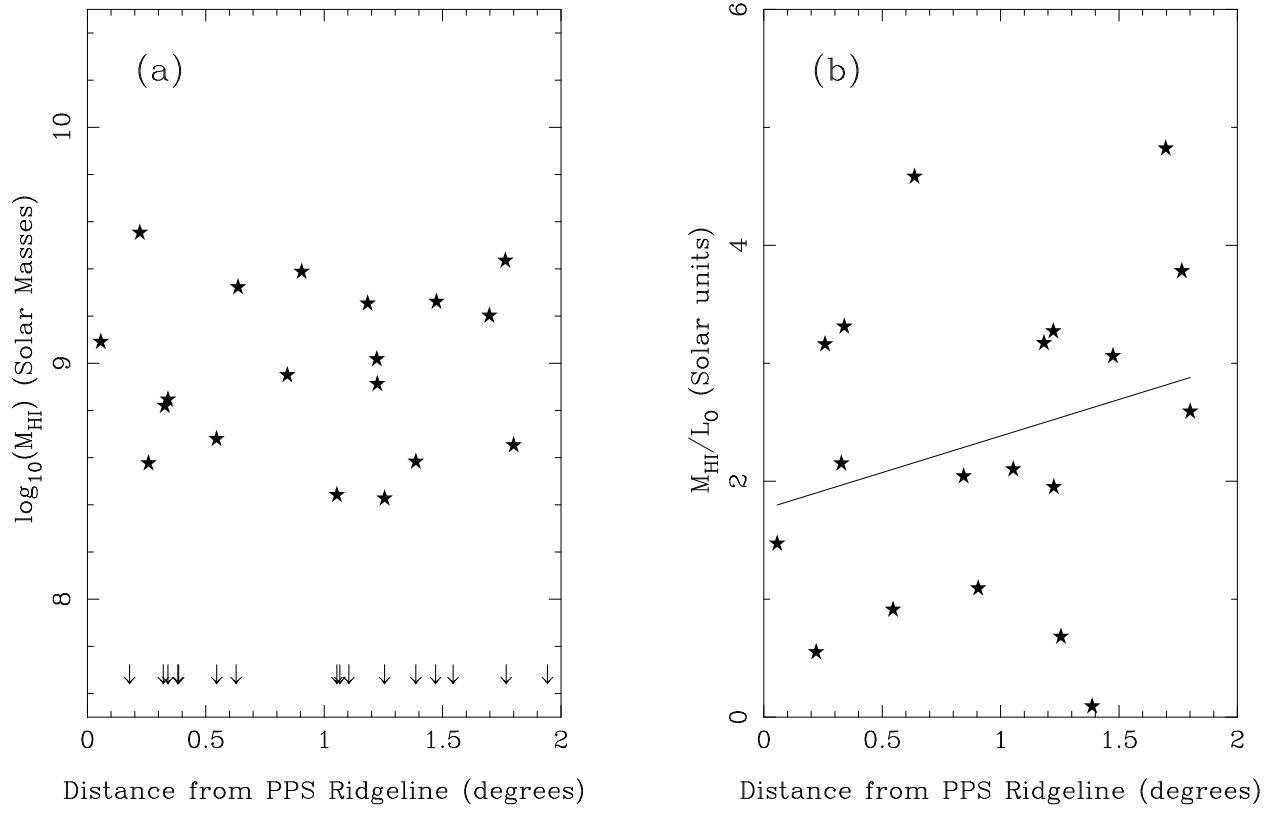 (a)
10
9
8
log10(MHI) (Solar Masses)
0 0.5 1 1.5 2
Distance from PPS Ridgeline (degrees)
(b)
6
4
2
0
MHI/L0 (Solar units)
0 0.5 1 1.5 2
Distance from PPS Ridgeline (degrees)